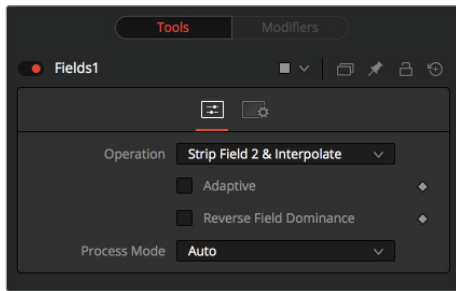 Tools Modifiers
Fields1
Operation Strip Field 2 & Interpolate
Adaptive
Reverse Field Dominance
Process Mode Auto